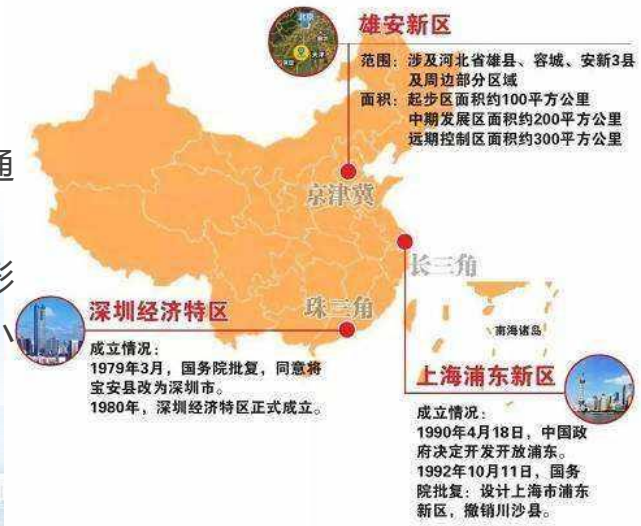 雄安新区
范围：涉及河北省雄县、容城、安新3县
及周边部分区域
面积：起步区面积约100平方公里
中期发展区面积约200平方公里
远期控制区面积约300平方公里
通
京津冀
长三角
珠三角
深圳经济特区
成立情况：
1979年3月，国务院批复，同意将
宝安县改为深圳市。
1980年，深圳经济特区正式成立。
南海诸岛
上海浦东新区
成立情况：
1990年4月18日，中国政
府决定开发开放浦东。
1992年10月11日，国务
院批复：设计上海市浦东
新区，撤销川沙县。